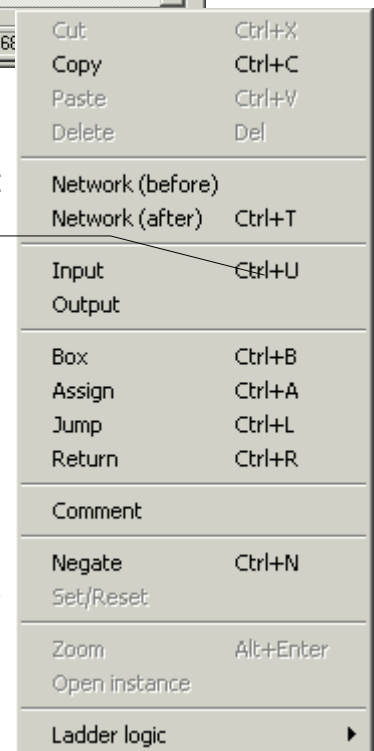 68
Cut Ctrl+X
Copy Ctrl+C
Paste Ctrl+V
Delete Del
Network (before)
Network (after) Ctrl+T
Input Ctrl+U
Output
Box Ctrl+B
Assign Ctrl+A
Jump Ctrl+L
Return Ctrl+R
Comment
Negate Ctrl+N
Set/Reset
Zoom Alt+Enter
Open instance
Ladder logic